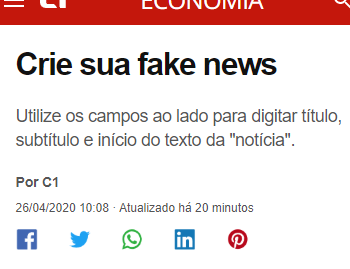 ECONOMIA
Crie sua fake news
Utilize os campos ao lado para digitar título,
subtítulo e início do texto da "notícia".
Por C1
26/04/2020 10:08 · Atualizado há 20 minutos